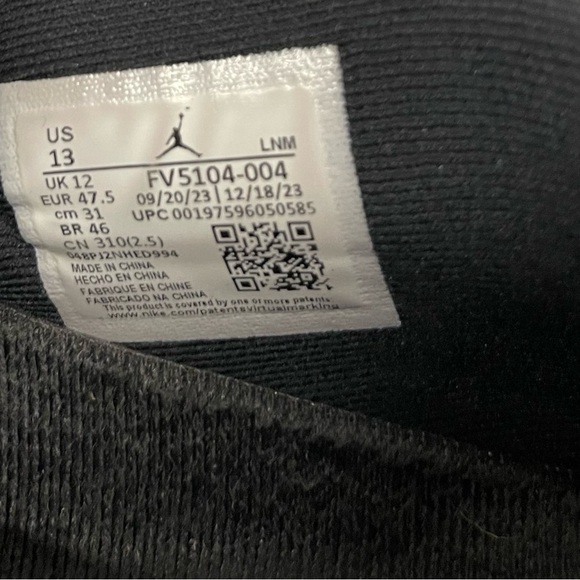 US
13
LNM
UK 12
FV5104-004
EUR 47.5
09/20/23 | 12/18/23
cm 31
UPC 00197596050585
BR 46
CN 310(2.5)
048PJ2NHED994
MADE IN CHINA
HECHO EN CHINA
FABRIQUE EN CHINE
FABRICADO NA CHINA
This product is covered by one of more patents
www.nike.com/patentsvirtualmarking